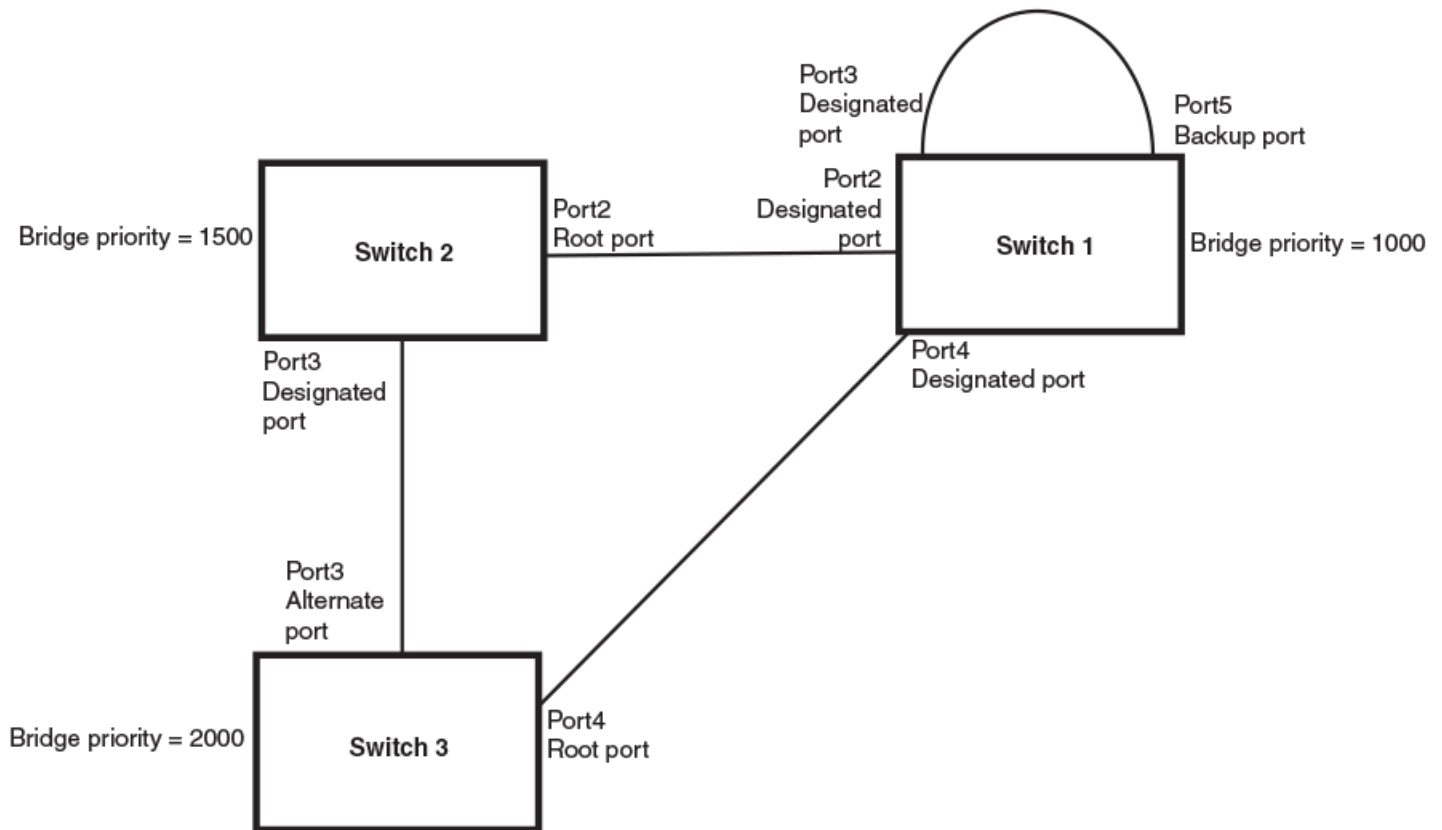 Port3
Designated
port
Port5
Backup port
Port2
Designated
port
Port2
Root port
Bridge priority = 1500
Switch 2
Switch 1
Bridge priority = 1000
Port3
Designated
port
Port4
Designated port
Port3
Alternate
port
Bridge priority = 2000
Switch 3
Port4
Root port